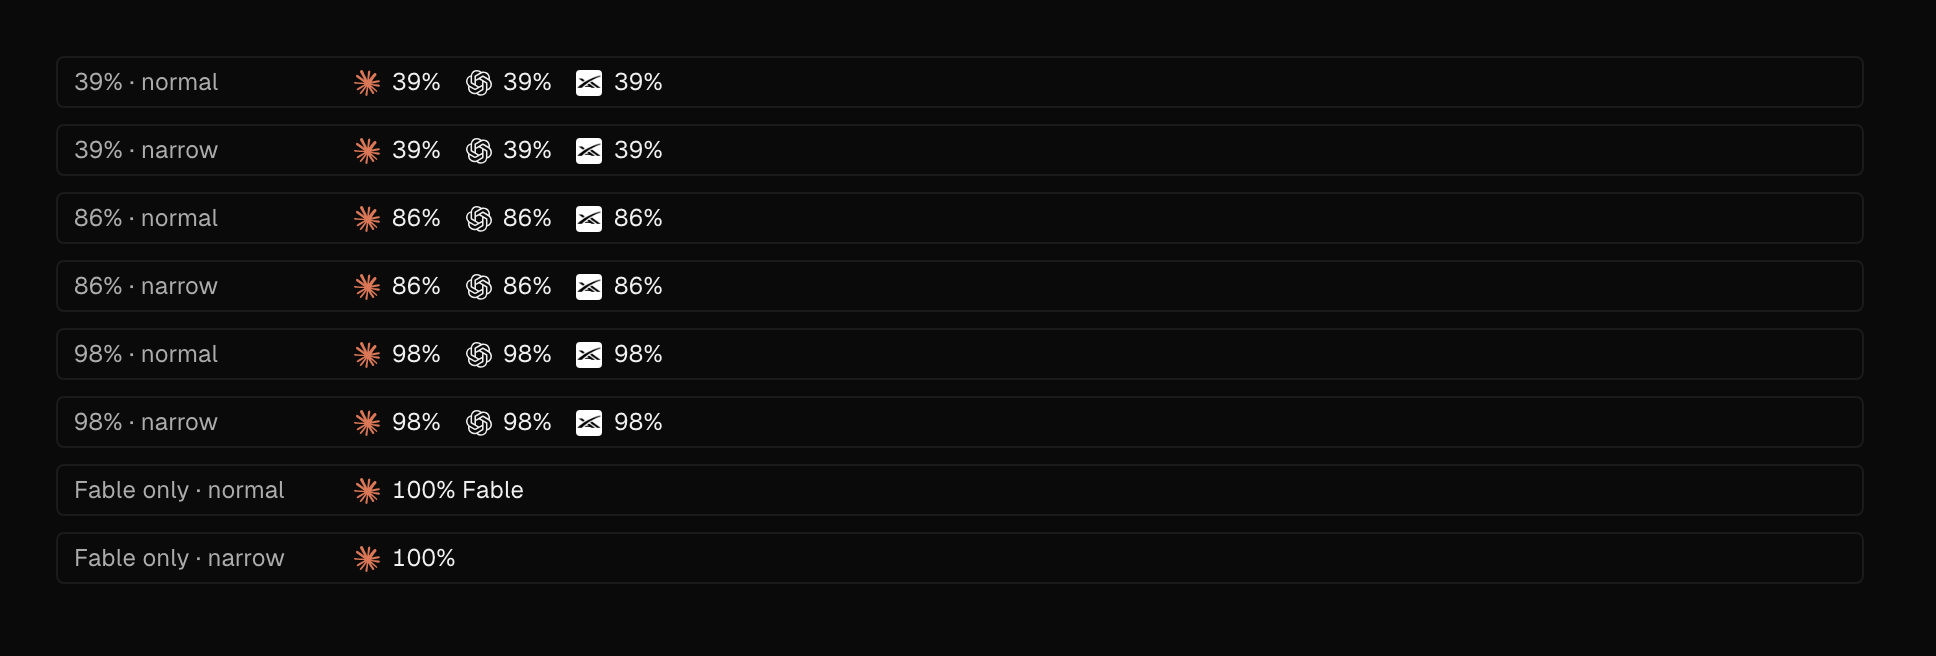 39% · normal 39% 39% 39%
39% · narrow 39% 39% 39%
86% · normal 86% 86% 86%
86% · narrow 86% 86% 86%
98% · normal 98% 98% 98%
98% · narrow 98% 98% 98%
Fable only · normal 100% Fable
Fable only · narrow 100%